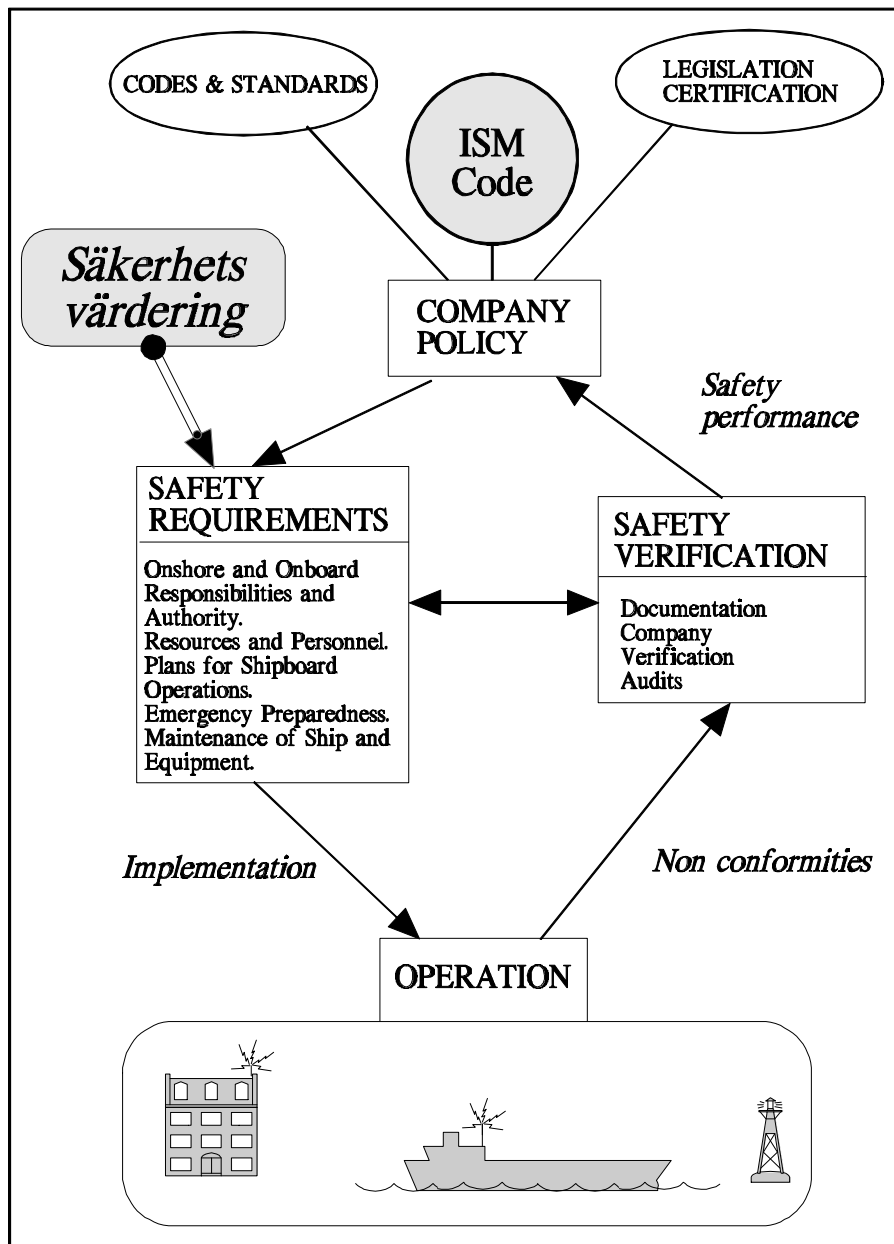 CODES & STANDARDS
LEGISLATION
CERTIFICATION
ISM
Code
Säkerhets
värdering
COMPANY
POLICY
Safety
performance
SAFETY
REQUIREMENTS
Onshore and Onboard
Responsibilities and
Authority.
Resources and Personnel.
Plans for Shipboard
Operations.
Emergency Preparedness.
Maintenance of Ship and
Equipment.
SAFETY
VERIFICATION
Documentation
Company
Verification
Audits
Implementation
Non conformities
OPERATION